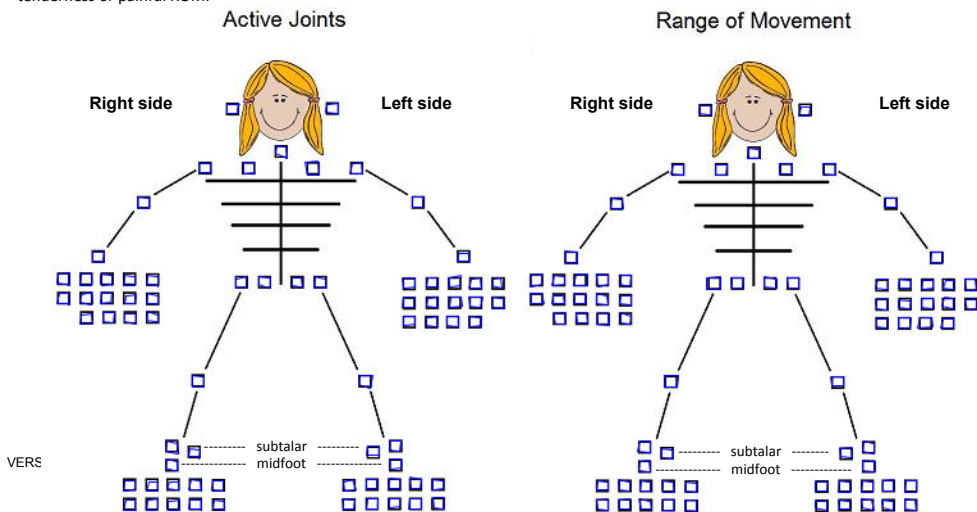 Active Joints
Range of Movement
Right side
Left side
Right side
Left side
subtalar
midfoot
subtalar
midfoot
VERS